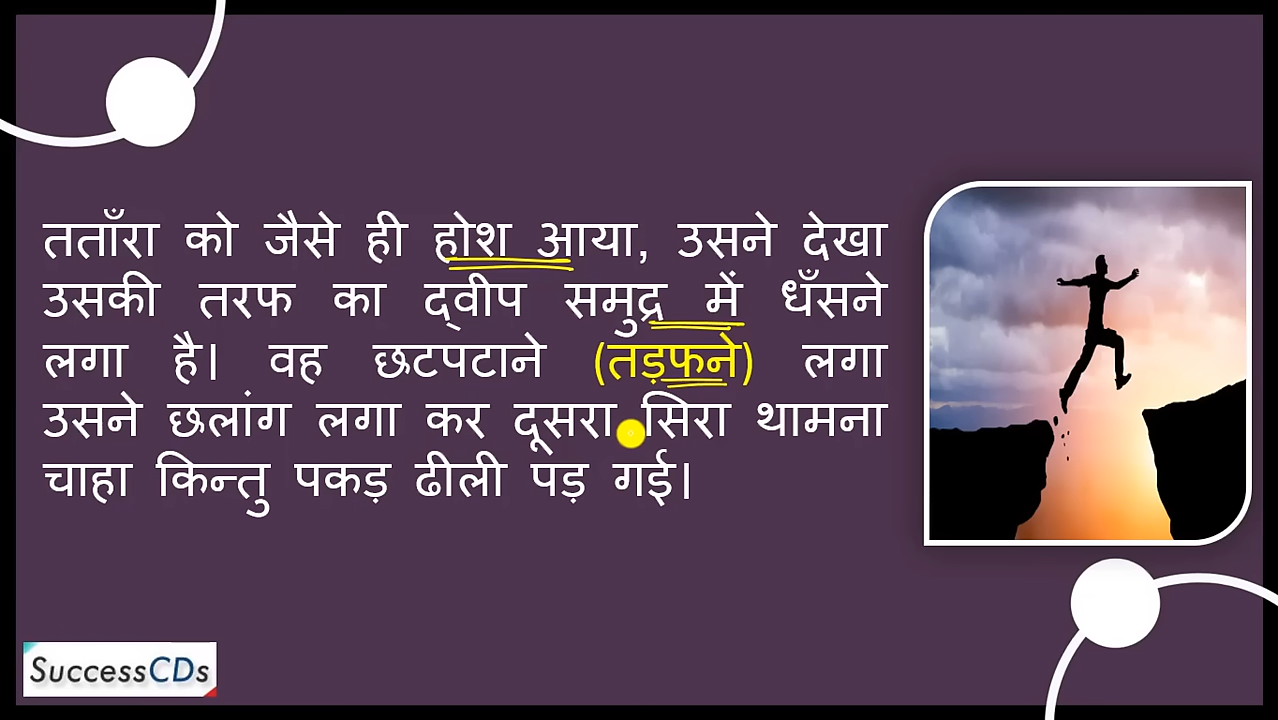 तताँरा को जैसे ही होश आया, उसने देखा
उसकी तरफ का द्वीप समुद्र में धँसने
लगा है। वह छटपटाने (तड़फने) लगा
उसने छलांग लगा कर दूसरा सिरा थामना
चाहा किन्तु पकड़ ढीली पड़ गई।
SuccessCDs